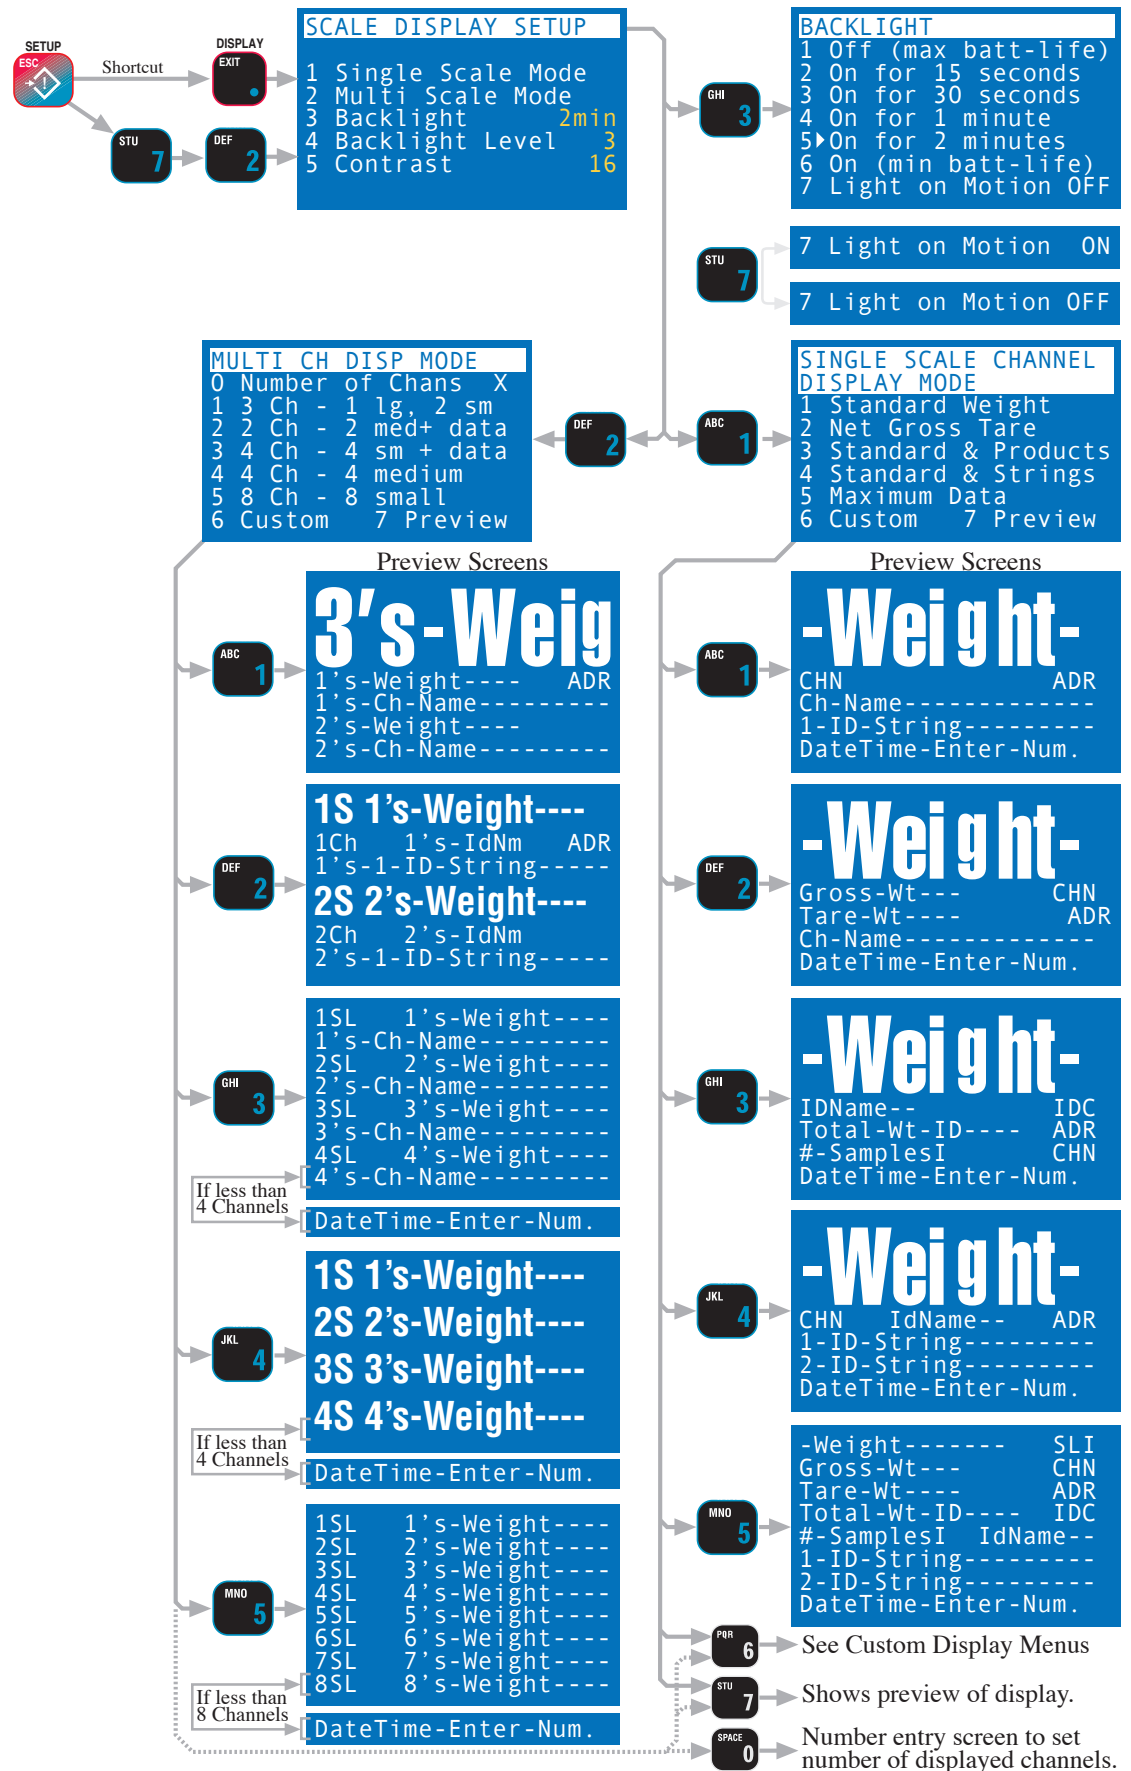 SETUP
ESC
!
Shortcut
DISPLAY
EXIT
STU
7
DEF
2
SCALE DISPLAY SETUP
1 Single Scale Mode
2 Multi Scale Mode
3 Backlight 2min
4 Backlight Level 3
5 Contrast 16
GHI
3
BACKLIGHT
1 Off (max batt-life)
2 On for 15 seconds
3 On for 30 seconds
4 On for 1 minute
5▶On for 2 minutes
6 On (min batt-life)
7 Light on Motion OFF
STU
7
7 Light on Motion ON
7 Light on Motion OFF
MULTI CH DISP MODE
0 Number of Chans X
1 3 Ch - 1 lg, 2 sm
2 2 Ch - 2 med+ data
3 4 Ch - 4 sm + data
4 4 Ch - 4 medium
5 8 Ch - 8 small
6 Custom 7 Preview
DEF
2
ABC
1
SINGLE SCALE CHANNEL
DISPLAY MODE
1 Standard Weight
2 Net Gross Tare
3 Standard & Products
4 Standard & Strings
5 Maximum Data
6 Custom 7 Preview
Preview Screens
ABC
1
3's-Weig
1's-Weight---- ADR
1's-Ch-Name---------
2's-Weight----
2's-Ch-Name---------
DEF
2
1S 1's-Weight----
1Ch 1's-IdNm ADR
1's-1-ID-String-----
2S 2's-Weight----
2Ch 2's-IdNm
2's-1-ID-String-----
GHI
3
1SL 1's-Weight----
1's-Ch-Name---------
2SL 2's-Weight----
2's-Ch-Name---------
3SL 3's-Weight----
3's-Ch-Name---------
4SL 4's-Weight----
4's-Ch-Name---------
If less than
4 Channels
DateTime-Enter-Num.
JKL
4
1S 1's-Weight----
2S 2's-Weight----
3S 3's-Weight----
4S 4's-Weight----
If less than
4 Channels
DateTime-Enter-Num.
MNO
5
1SL 1's-Weight----
2SL 2's-Weight----
3SL 3's-Weight----
4SL 4's-Weight----
5SL 5's-Weight----
6SL 6's-Weight----
7SL 7's-Weight----
8SL 8's-Weight----
If less than
8 Channels
DateTime-Enter-Num.
Preview Screens
ABC
1
-Weight-
CHN ADR
Ch-Name-------------
1-ID-String---------
DateTime-Enter-Num.
DEF
2
-Weight-
Gross-Wt--- CHN
Tare-Wt---- ADR
Ch-Name-------------
DateTime-Enter-Num.
GHI
3
-Weight-
IDName-- IDC
Total-Wt-ID---- ADR
#-SamplesI CHN
DateTime-Enter-Num.
JKL
4
-Weight-
CHN IdName-- ADR
1-ID-String---------
2-ID-String---------
DateTime-Enter-Num.
MNO
5
-Weight------- SLI
Gross-Wt--- CHN
Tare-Wt---- ADR
Total-Wt-ID---- IDC
#-SamplesI IdName--
1-ID-String---------
2-ID-String---------
DateTime-Enter-Num.
PQR
6
See Custom Display Menus
STU
7
Shows preview of display.
SPACE
0
Number entry screen to set
number of displayed channels.